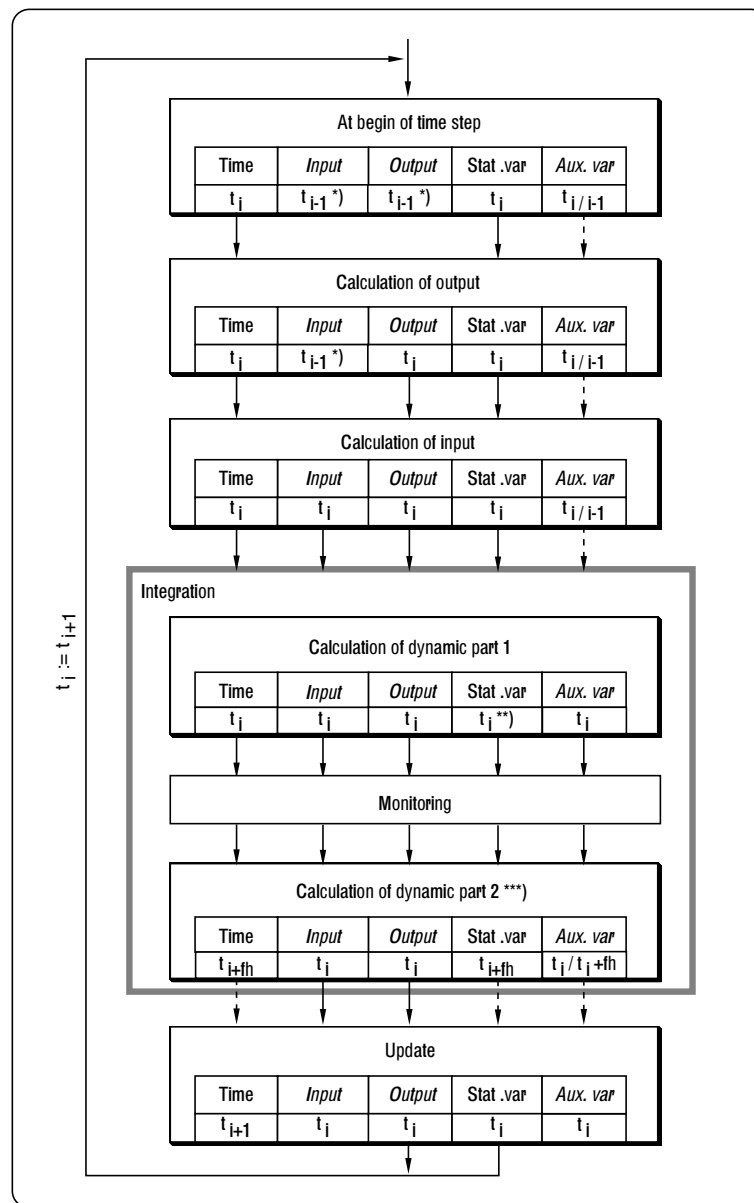 At begin of time step
Time Input Output Stat .var Aux. var
t i t i-1 *) t i-1 *) t i t i / i-1
Calculation of output
Time Input Output Stat .var Aux. var
t i t i-1 *) t i t i t i / i-1
Calculation of input
Time Input Output Stat .var Aux. var
t i t i t i t i t i / i-1
Integration
Calculation of dynamic part 1
Time Input Output Stat .var Aux. var
t i t i t i t i **) t i
Monitoring
Calculation of dynamic part 2 ***)
Time Input Output Stat .var Aux. var
t i+fh t i t i t i+fh t i / t i +fh
Update
Time Input Output Stat .var Aux. var
t i+1 t i t i t i t i
t i := t i+1